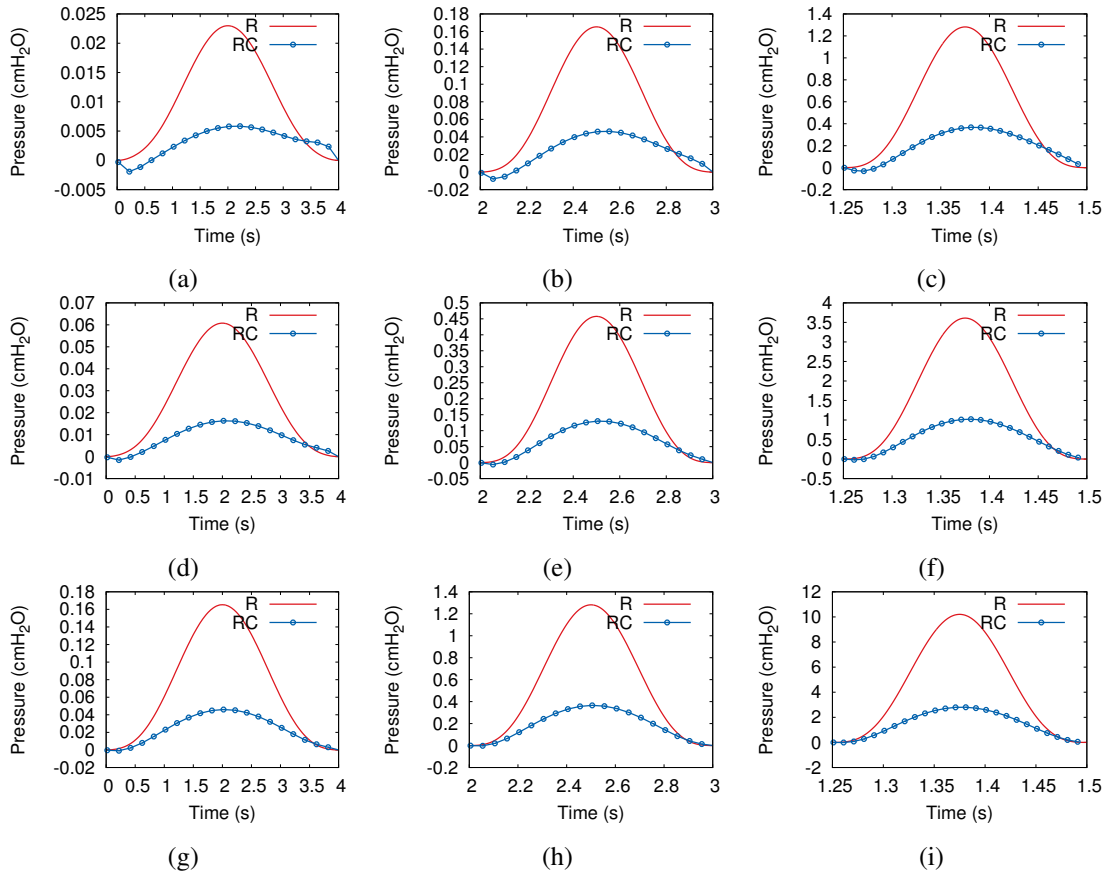 Pressure (cmH₂O)
0.025
0.02
0.015
0.01
0.005
0
-0.005
R
RC
0 0.5 1 1.5 2 2.5 3 3.5 4
Time (s)
(a)
Pressure (cmH₂O)
0.18
0.16
0.14
0.12
0.1
0.08
0.06
0.04
0.02
0
-0.02
R
RC
2 2.2 2.4 2.6 2.8 3
Time (s)
(b)
Pressure (cmH₂O)
1.4
1.2
1
0.8
0.6
0.4
0.2
0
-0.2
R
RC
1.25 1.3 1.35 1.4 1.45 1.5
Time (s)
(c)
Pressure (cmH₂O)
0.07
0.06
0.05
0.04
0.03
0.02
0.01
0
-0.01
R
RC
0 0.5 1 1.5 2 2.5 3 3.5 4
Time (s)
(d)
Pressure (cmH₂O)
0.5
0.45
0.4
0.35
0.3
0.25
0.2
0.15
0.1
0.05
0
-0.05
R
RC
2 2.2 2.4 2.6 2.8 3
Time (s)
(e)
Pressure (cmH₂O)
4
3.5
3
2.5
2
1.5
1
0.5
0
-0.5
R
RC
1.25 1.3 1.35 1.4 1.45 1.5
Time (s)
(f)
Pressure (cmH₂O)
0.18
0.16
0.14
0.12
0.1
0.08
0.06
0.04
0.02
0
-0.02
R
RC
0 0.5 1 1.5 2 2.5 3 3.5 4
Time (s)
(g)
Pressure (cmH₂O)
1.4
1.2
1
0.8
0.6
0.4
0.2
0
-0.2
R
RC
2 2.2 2.4 2.6 2.8 3
Time (s)
(h)
Pressure (cmH₂O)
12
10
8
6
4
2
0
-2
R
RC
1.25 1.3 1.35 1.4 1.45 1.5
Time (s)
(i)